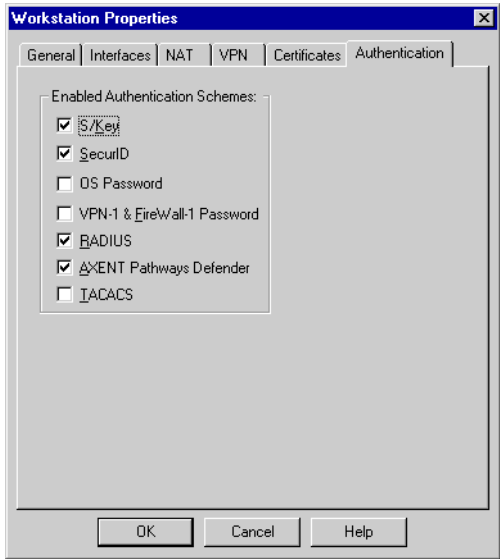 Workstation Properties
General Interfaces NAT VPN Certificates Authentication
Enabled Authentication Schemes:
S/Key
SecurID
OS Password
VPN-1 & FireWall-1 Password
RADIUS
AXENT Pathways Defender
TACACS
OK Cancel Help